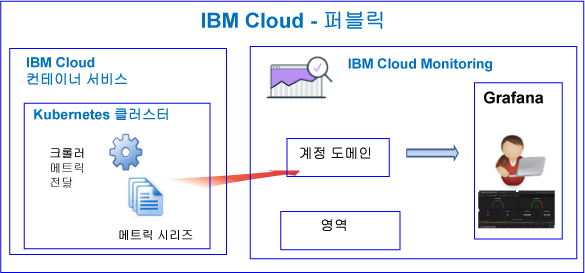 IBM Cloud - 퍼블릭
IBM Cloud
컨테이너 서비스
Kubernetes 클러스터
크롤러
메트릭
전달
메트릭 시리즈
IBM Cloud Monitoring
계정 도메인
영역
Grafana